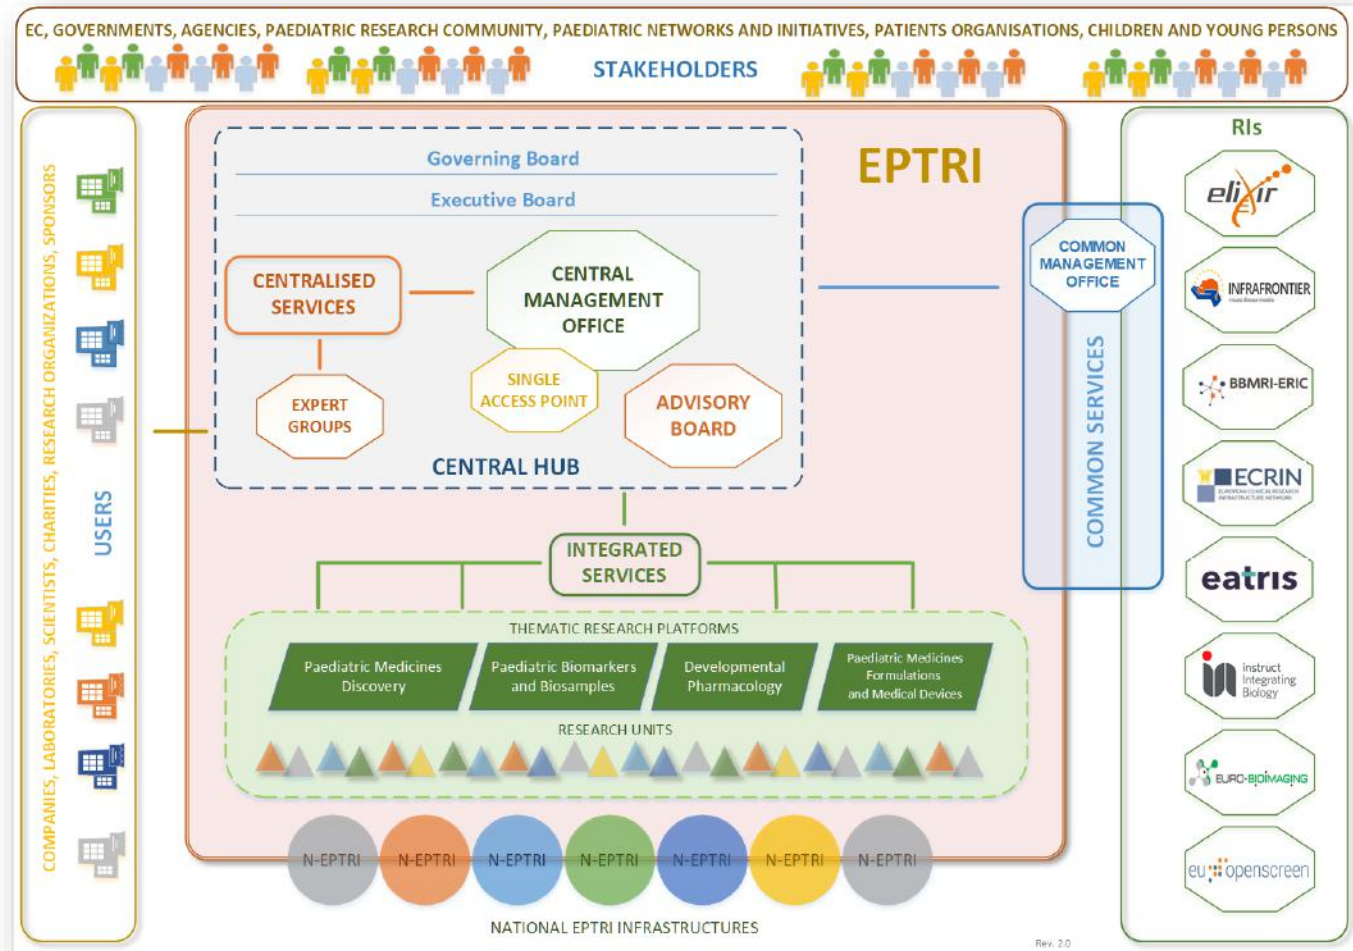 EC, GOVERNMENTS, AGENCIES, PAEDIATRIC RESEARCH COMMUNITY, PAEDIATRIC NETWORKS AND INITIATIVES, PATIENTS ORGANISATIONS, CHILDREN AND YOUNG PERSONS
STAKEHOLDERS
COMPANIES, LABORATORIES, SCIENTISTS, CHARITIES, RESEARCH ORGANIZATIONS, SPONSORS
USERS
EPTRI
Governing Board
Executive Board
CENTRALISED
SERVICES
CENTRAL
MANAGEMENT
OFFICE
EXPERT
GROUPS
SINGLE
ACCESS POINT
ADVISORY
BOARD
CENTRAL HUB
INTEGRATED
SERVICES
THEMATIC RESEARCH PLATFORMS
Paediatric Medicines
Discovery
Paediatric Biomarkers
and Biosamples
Developmental
Pharmacology
Paediatric Medicines
Formulations
and Medical Devices
RESEARCH UNITS
N-EPTRI
N-EPTRI
N-EPTRI
N-EPTRI
N-EPTRI
N-EPTRI
N-EPTRI
NATIONAL EPTRI INFRASTRUCTURES
COMMON
MANAGEMENT
OFFICE
COMMON SERVICES
RIs
elixir
INFRAFRONTIER
BBMRI-ERIC
ECRIN
EUROPEAN CLINICAL RESEARCH
INFRASTRUCTURE NETWORK
eatris
instruct
Integrating
Biology
EURO-BIOIMAGING
eu openscreen
Rev. 2.0